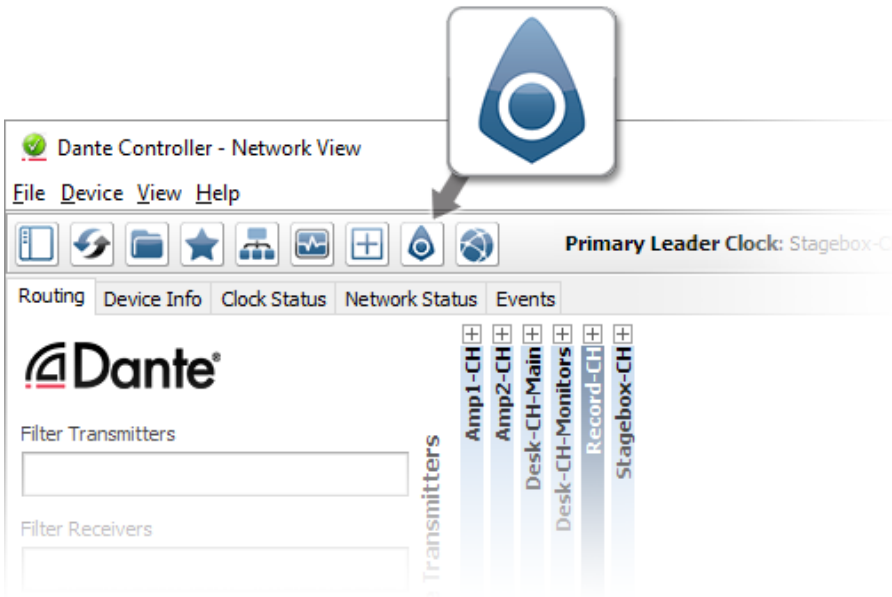 Dante Controller - Network View
File Device View Help
Primary Leader Clock: Stagebox-C
Routing Device Info Clock Status Network Status Events
Dante®
Filter Transmitters
Filter Receivers
Transmitters
Amp1-CH
Amp2-CH
Desk-CH-Main
Desk-CH-Monitors
Record-CH
Stagebox-CH